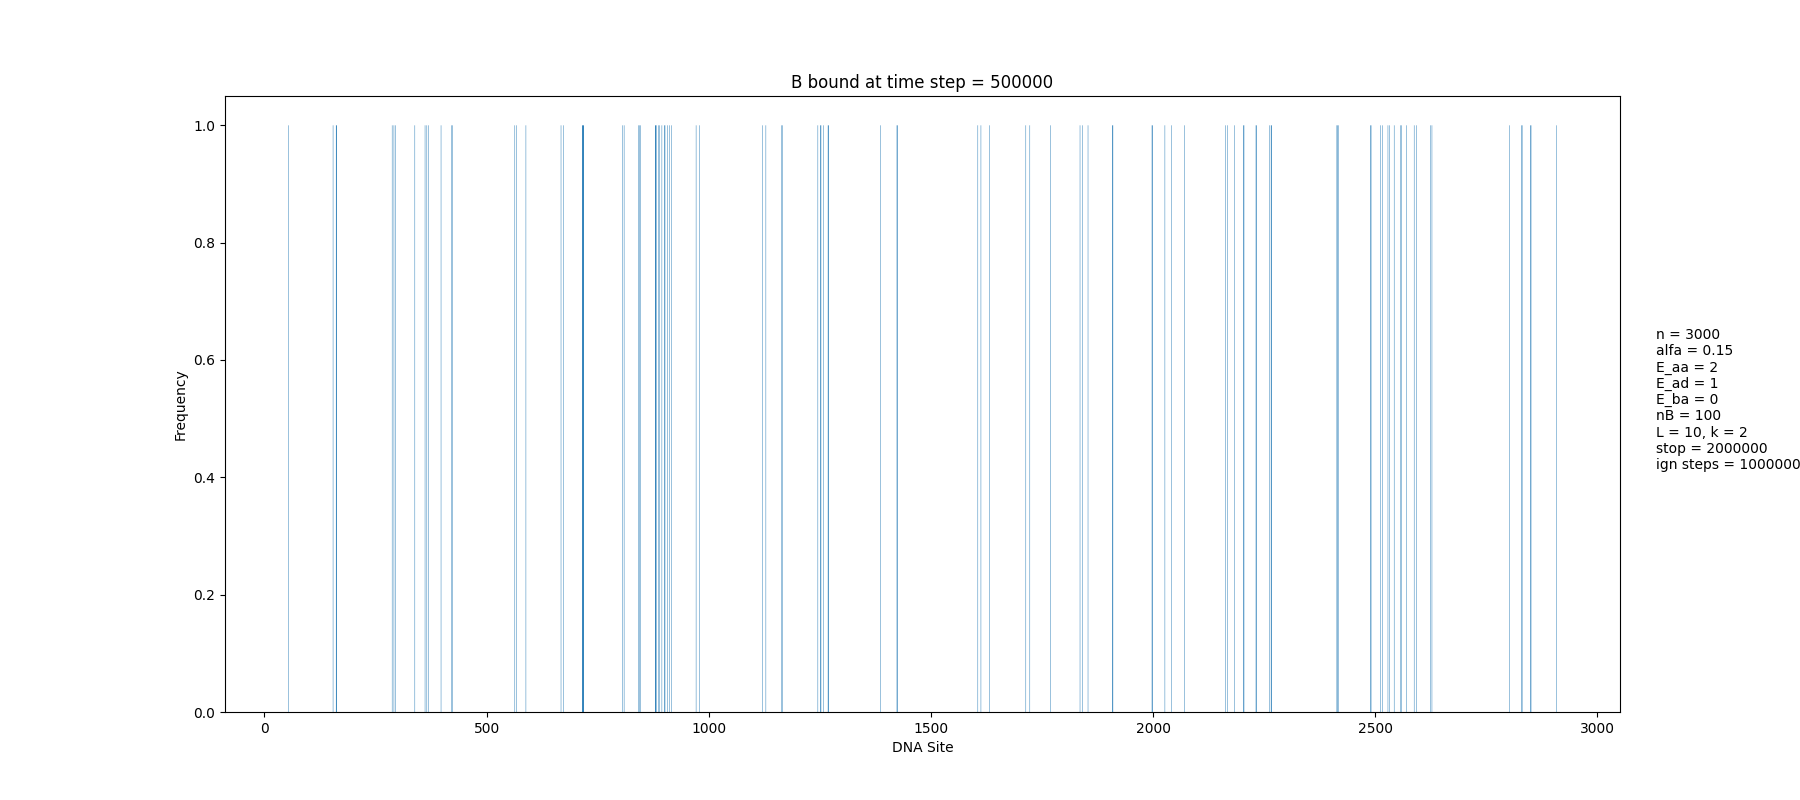 B bound at time step = 500000
1.0
0.8
0.6
0.4
0.2
0.0
Frequency
0 500 1000 1500 2000 2500 3000
DNA Site
n = 3000
alfa = 0.15
E_aa = 2
E_ad = 1
E_ba = 0
nB = 100
L = 10, k = 2
stop = 2000000
ign steps = 1000000